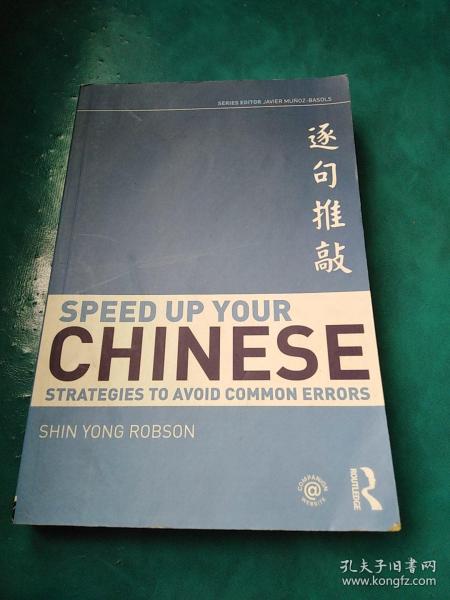 SERIES EDITOR JAVIER MUÑOZ-BASOLS
逐句推敲
SPEED UP YOUR
CHINESE
STRATEGIES TO AVOID COMMON ERRORS
SHIN YONG ROBSON
COMPANION
@
WEBSITE
R
ROUTLEDGE
孔夫子旧书网
www.kongfz.com